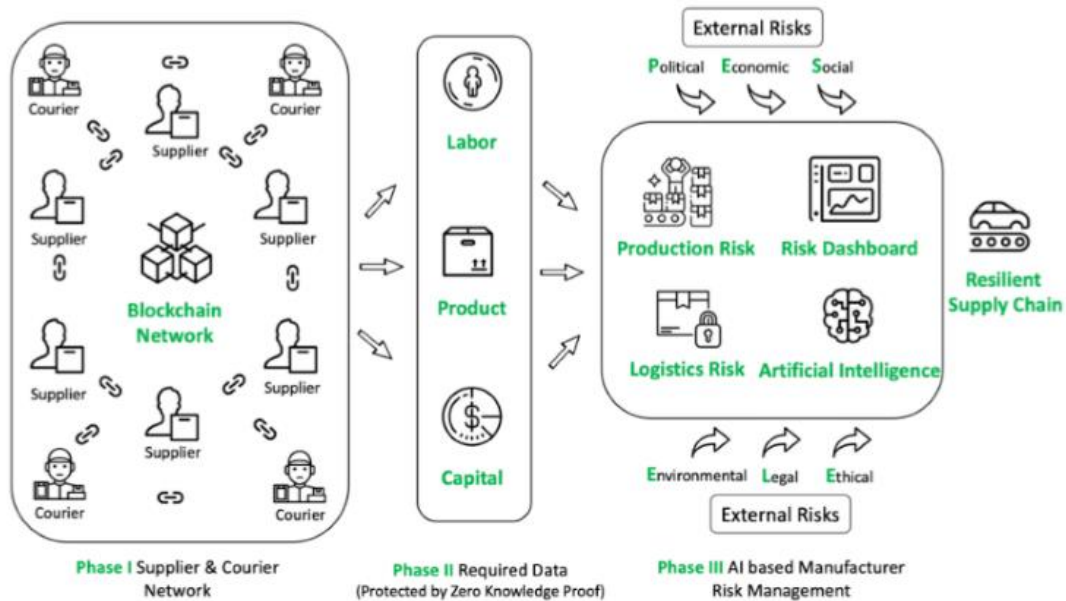 Courier
Courier
Supplier
Supplier
Supplier
Blockchain
Network
Supplier
Supplier
Supplier
Courier
Courier
Phase I Supplier & Courier
Network
Labor
Product
Capital
Phase II Required Data
(Protected by Zero Knowledge Proof)
External Risks
Political Economic Social
Production Risk
Risk Dashboard
Logistics Risk
Artificial Intelligence
Environmental Legal Ethical
External Risks
Phase III AI based Manufacturer
Risk Management
Resilient
Supply Chain